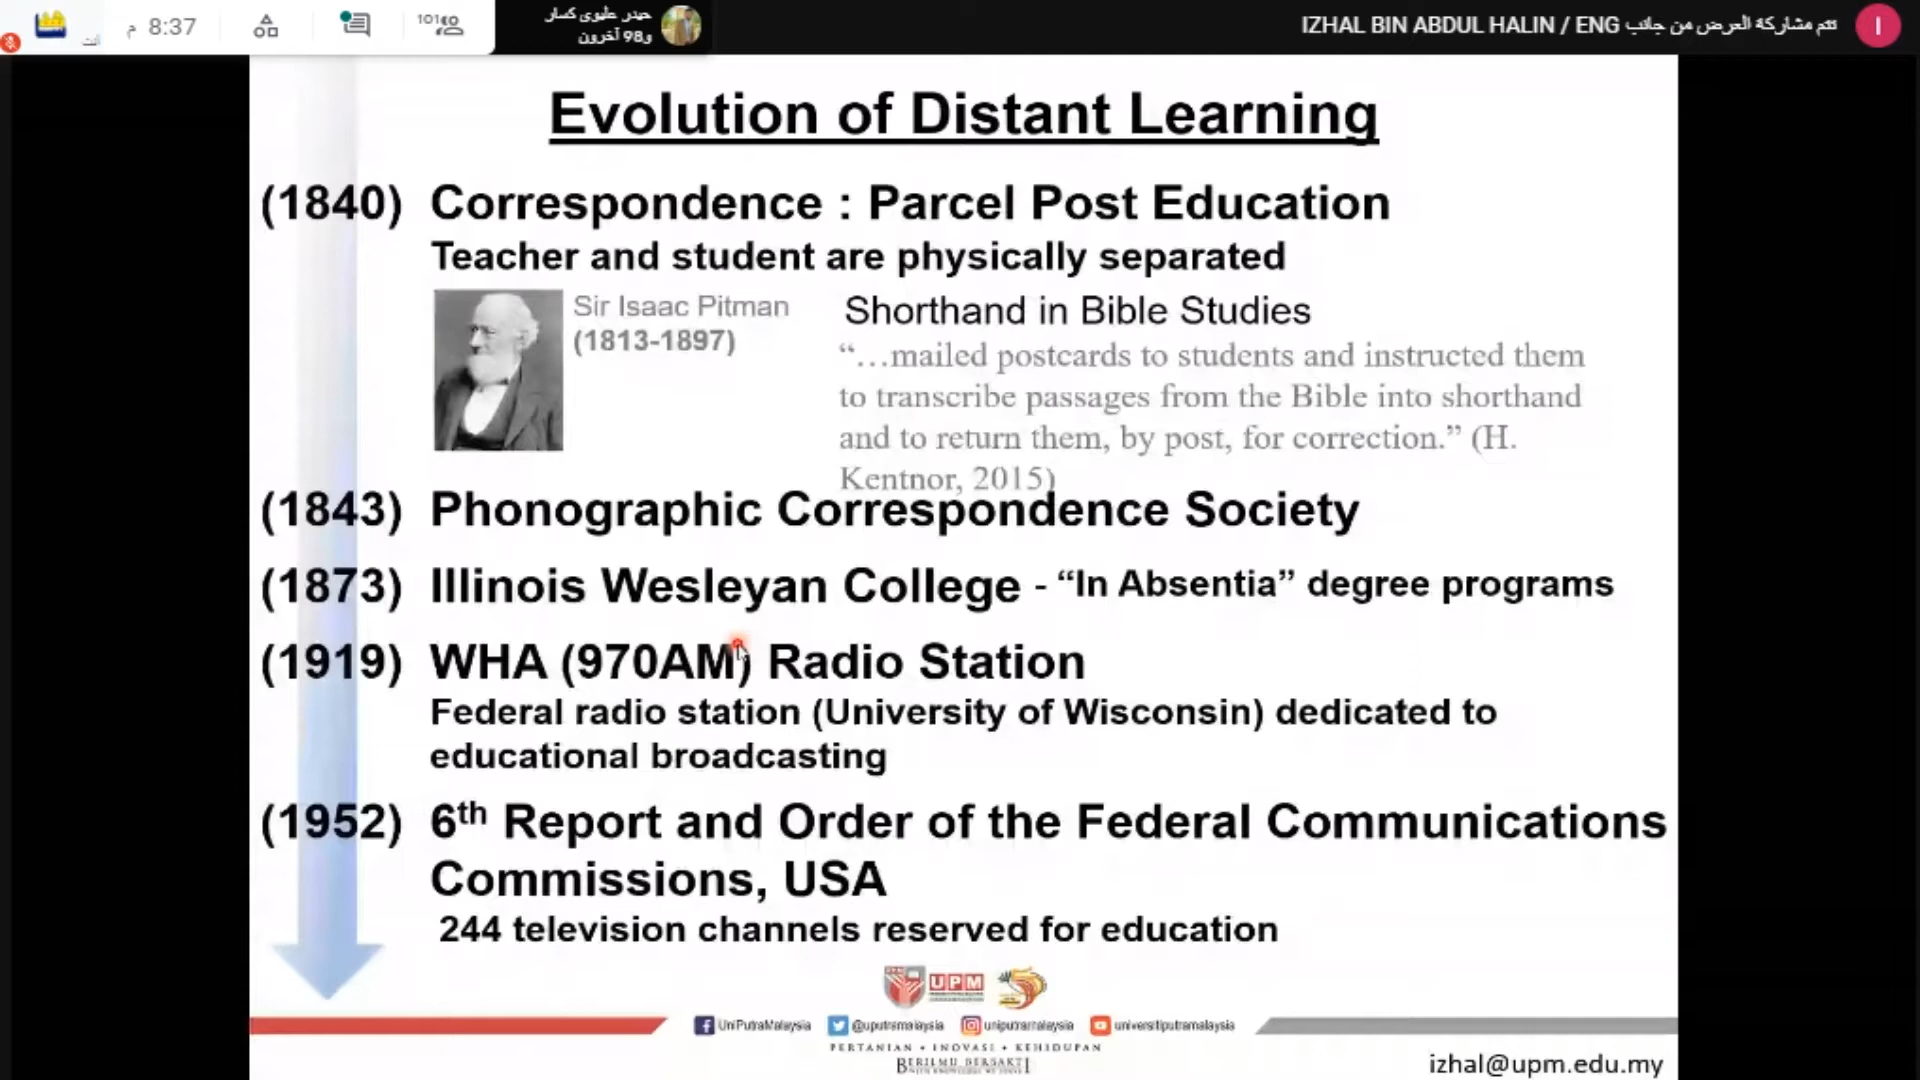 8:37 م
أنت
101
حيدر عليوي كسار
و98 آخرون
تتم مشاركة العرض من جانب IZHAL BIN ABDUL HALIN / ENG
I
Evolution of Distant Learning
(1840) Correspondence : Parcel Post Education
Teacher and student are physically separated
Sir Isaac Pitman
(1813-1897)
Shorthand in Bible Studies
“…mailed postcards to students and instructed them
to transcribe passages from the Bible into shorthand
and to return them, by post, for correction.” (H.
Kentnor, 2015)
(1843) Phonographic Correspondence Society
(1873) Illinois Wesleyan College - “In Absentia” degree programs
(1919) WHA (970AM) Radio Station
Federal radio station (University of Wisconsin) dedicated to
educational broadcasting
(1952) 6th Report and Order of the Federal Communications
Commissions, USA
244 television channels reserved for education
UPM
UniPutraMalaysia @uputramalaysia uniputramalaysia universitiputramalaysia
PERTANIAN • INOVASI • KEHIDUPAN
BERILMU BERBAKTI
izhal@upm.edu.my